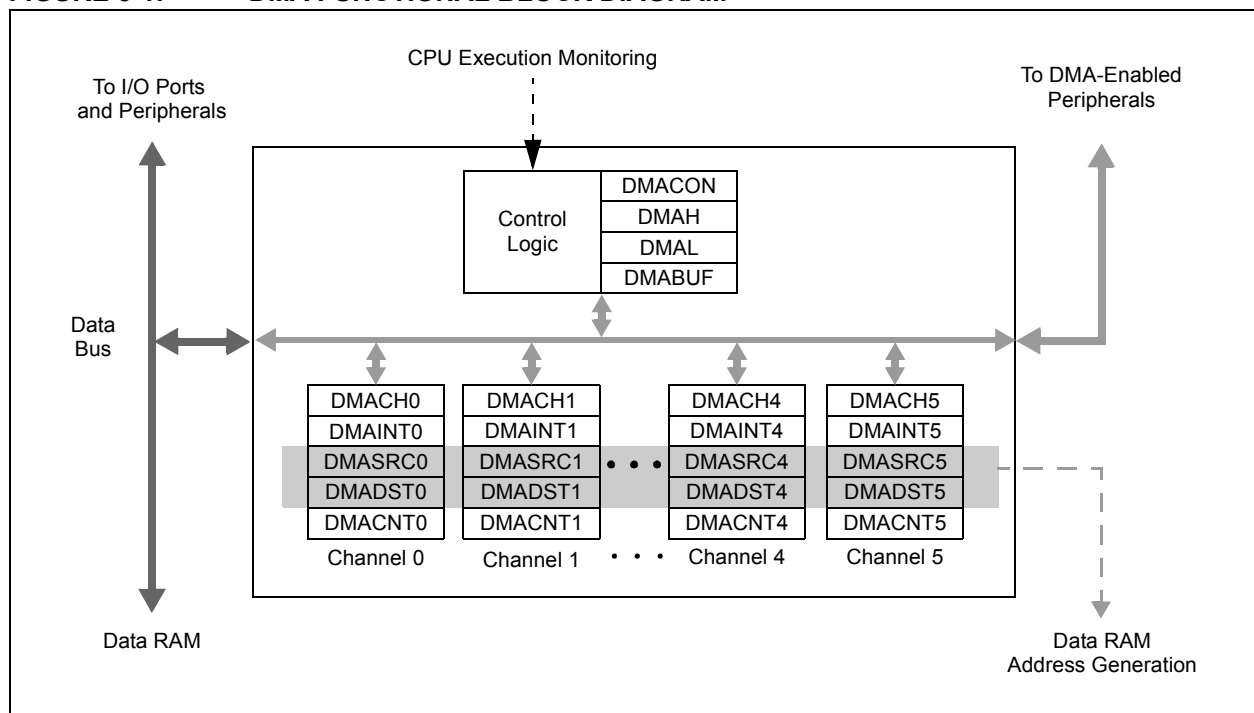 CPU Execution Monitoring
To I/O Ports
and Peripherals
To DMA-Enabled
Peripherals
Control
Logic
DMACON
DMAH
DMAL
DMABUF
Data
Bus
DMACH0
DMAINT0
DMASRC0
DMADST0
DMACNT0
Channel 0
DMACH1
DMAINT1
DMASRC1
DMADST1
DMACNT1
Channel 1
• • •
• • •
DMACH4
DMAINT4
DMASRC4
DMADST4
DMACNT4
Channel 4
DMACH5
DMAINT5
DMASRC5
DMADST5
DMACNT5
Channel 5
Data RAM
Data RAM
Address Generation